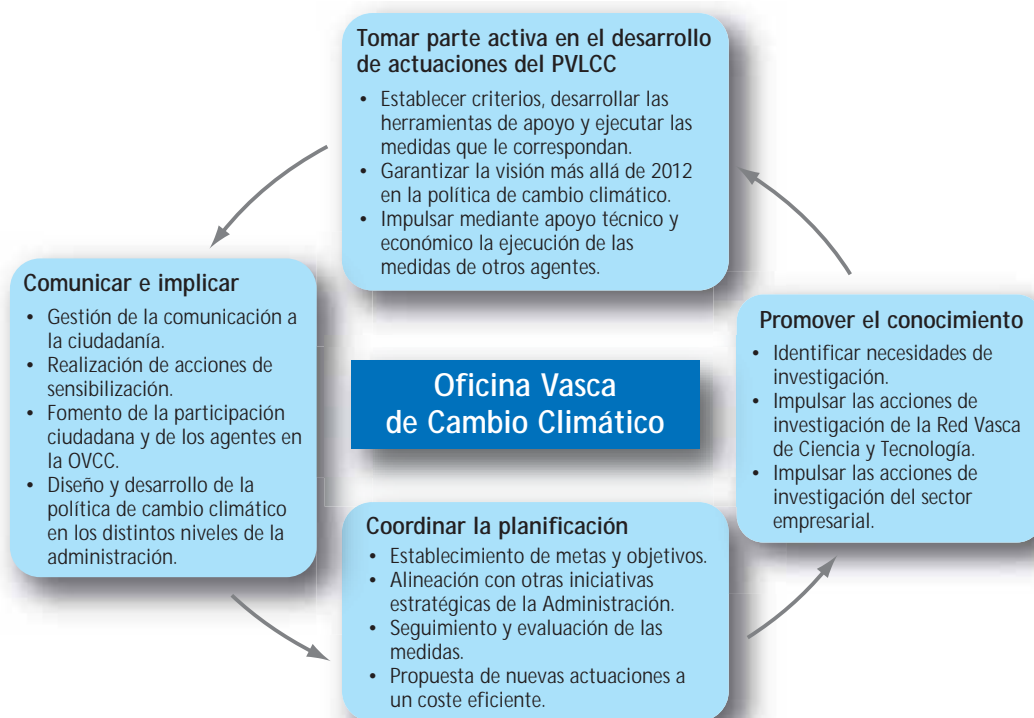 Tomar parte activa en el desarrollo
de actuaciones del PVLCC
• Establecer criterios, desarrollar las
herramientas de apoyo y ejecutar las
medidas que le correspondan.
• Garantizar la visión más allá de 2012
en la política de cambio climático.
• Impulsar mediante apoyo técnico y
económico la ejecución de las
medidas de otros agentes.
Comunicar e implicar
• Gestión de la comunicación a
la ciudadanía.
• Realización de acciones de
sensibilización.
• Fomento de la participación
ciudadana y de los agentes en
la OVCC.
• Diseño y desarrollo de la
política de cambio climático
en los distintos niveles de la
administración.
Oficina Vasca
de Cambio Climático
Promover el conocimiento
• Identificar necesidades de
investigación.
• Impulsar las acciones de
investigación de la Red Vasca
de Ciencia y Tecnología.
• Impulsar las acciones de
investigación del sector
empresarial.
Coordinar la planificación
• Establecimiento de metas y objetivos.
• Alineación con otras iniciativas
estratégicas de la Administración.
• Seguimiento y evaluación de las
medidas.
• Propuesta de nuevas actuaciones a
un coste eficiente.